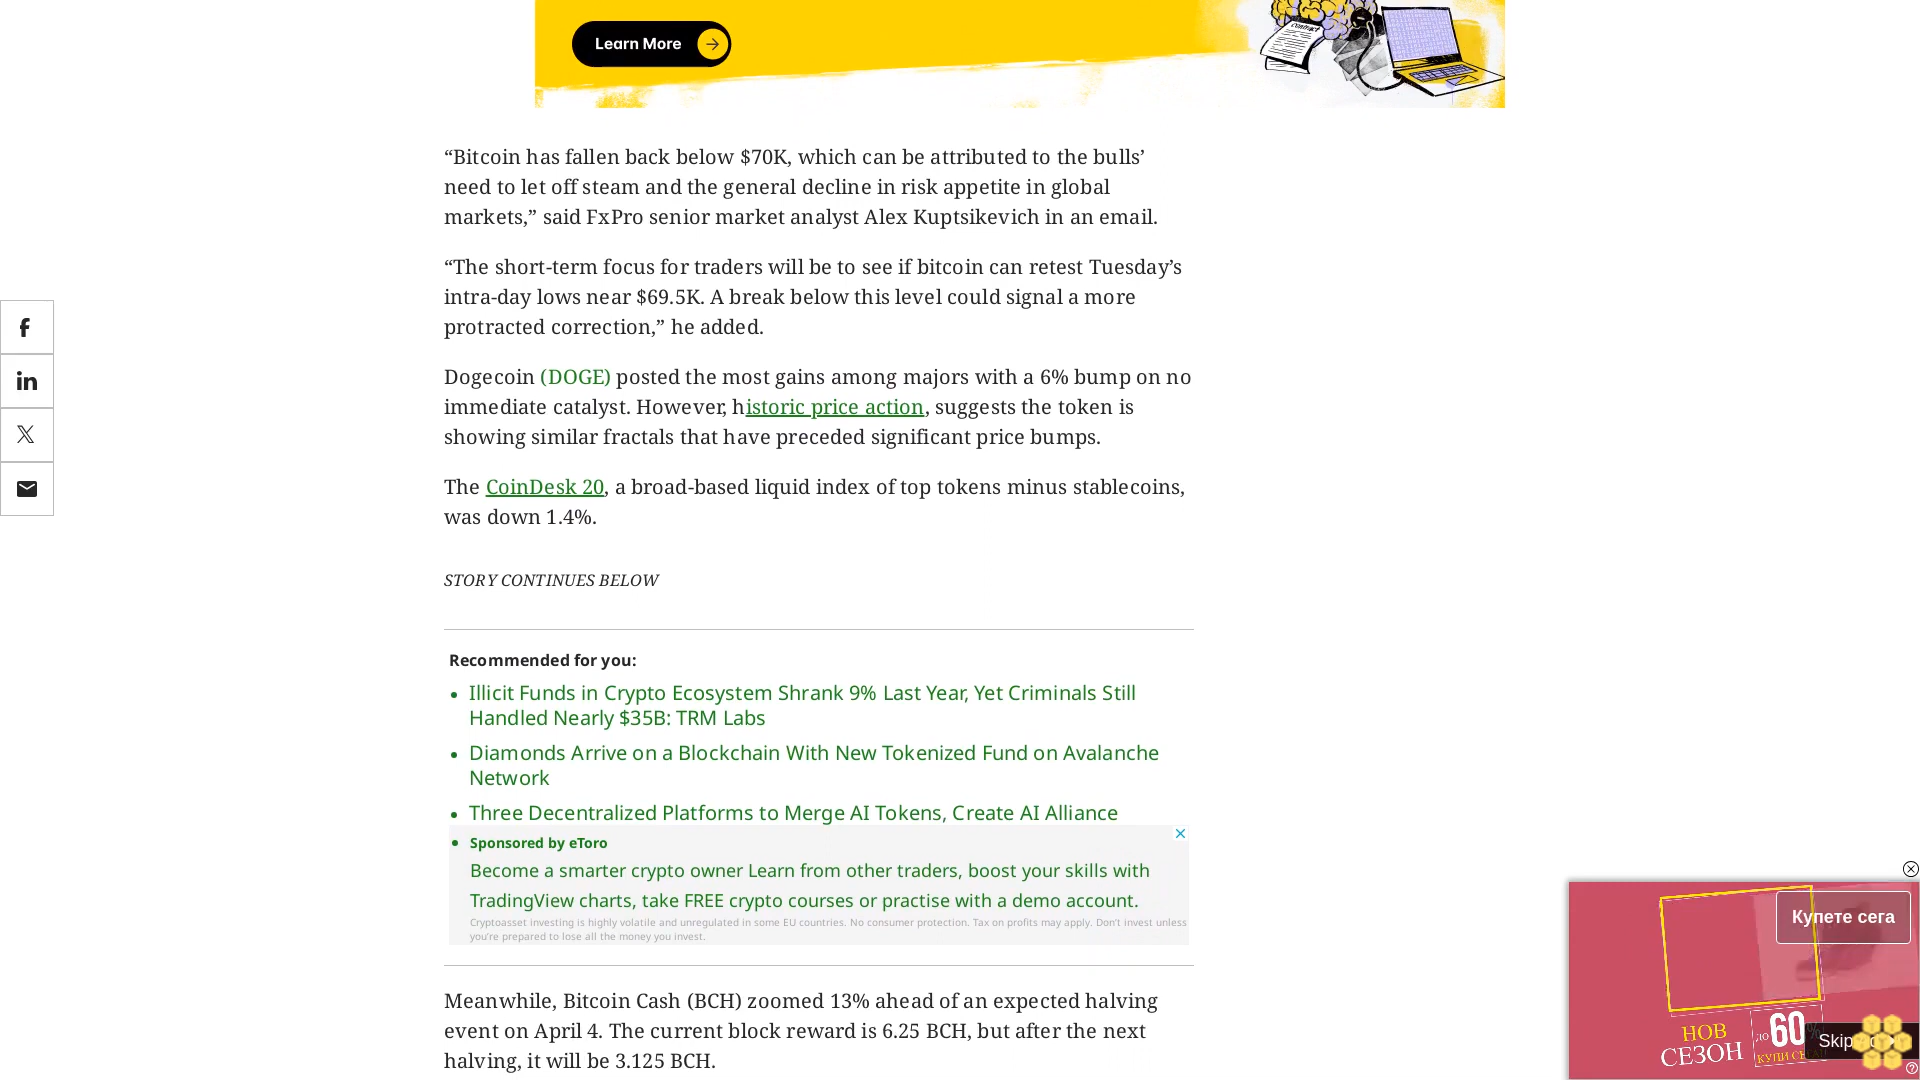 Learn More
contract
“Bitcoin has fallen back below $70K, which can be attributed to the bulls’
need to let off steam and the general decline in risk appetite in global
markets,” said FxPro senior market analyst Alex Kuptsikevich in an email.
“The short-term focus for traders will be to see if bitcoin can retest Tuesday’s
intra-day lows near $69.5K. A break below this level could signal a more
protracted correction,” he added.
Dogecoin (DOGE) posted the most gains among majors with a 6% bump on no
immediate catalyst. However, historic price action, suggests the token is
showing similar fractals that have preceded significant price bumps.
The CoinDesk 20, a broad-based liquid index of top tokens minus stablecoins,
was down 1.4%.
STORY CONTINUES BELOW
Recommended for you:
• Illicit Funds in Crypto Ecosystem Shrank 9% Last Year, Yet Criminals Still
Handled Nearly $35B: TRM Labs
• Diamonds Arrive on a Blockchain With New Tokenized Fund on Avalanche
Network
• Three Decentralized Platforms to Merge AI Tokens, Create AI Alliance
• Sponsored by eToro
Become a smarter crypto owner Learn from other traders, boost your skills with
TradingView charts, take FREE crypto courses or practise with a demo account.
Cryptoasset investing is highly volatile and unregulated in some EU countries. No consumer protection. Tax on profits may apply. Don’t invest unless
you’re prepared to lose all the money you invest.
Meanwhile, Bitcoin Cash (BCH) zoomed 13% ahead of an expected halving
event on April 4. The current block reward is 6.25 BCH, but after the next
halving, it will be 3.125 BCH.
Купете сега
НОВ
СЕЗОН
ДО 60%
Skip